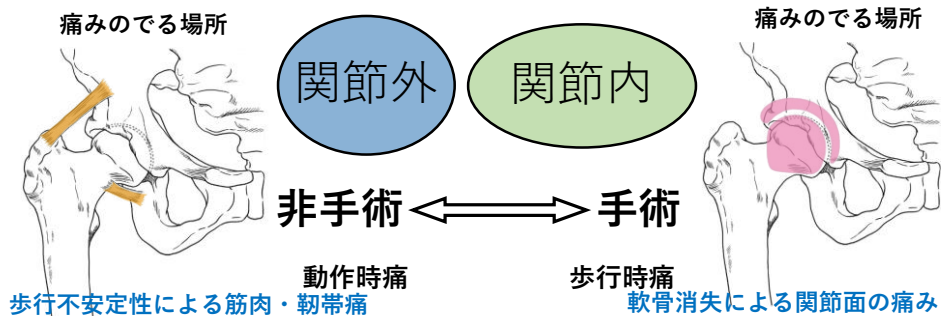 痛みのでる場所
関節外
関節内
痛みのでる場所
非手術
手術
動作時痛
歩行時痛
歩行不安定性による筋肉・靭帯痛
軟骨消失による関節面の痛み